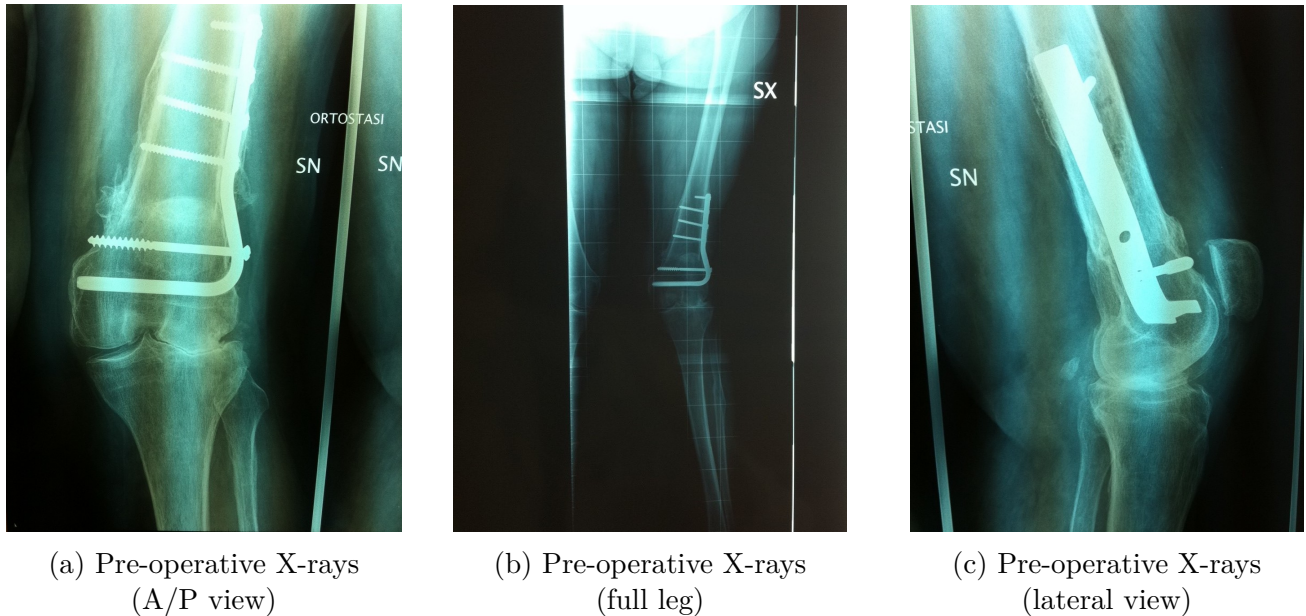 ORTOSTASI
SN
SN
SX
STASI
SN
(a) Pre-operative X-rays
(A/P view)
(b) Pre-operative X-rays
(full leg)
(c) Pre-operative X-rays
(lateral view)